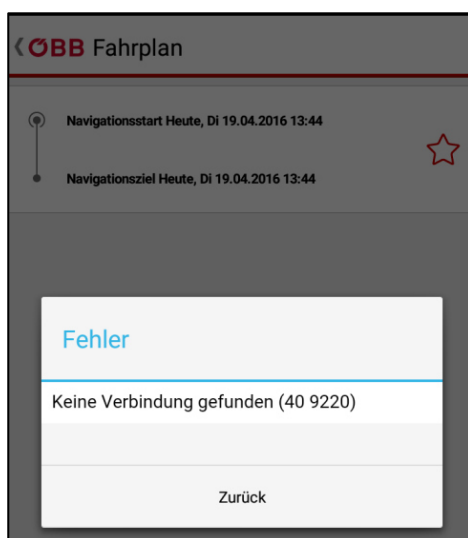 ÖBB Fahrplan
Navigationsstart Heute, Di 19.04.2016 13:44
Navigationsziel Heute, Di 19.04.2016 13:44
Fehler
Keine Verbindung gefunden (40 9220)
Zurück